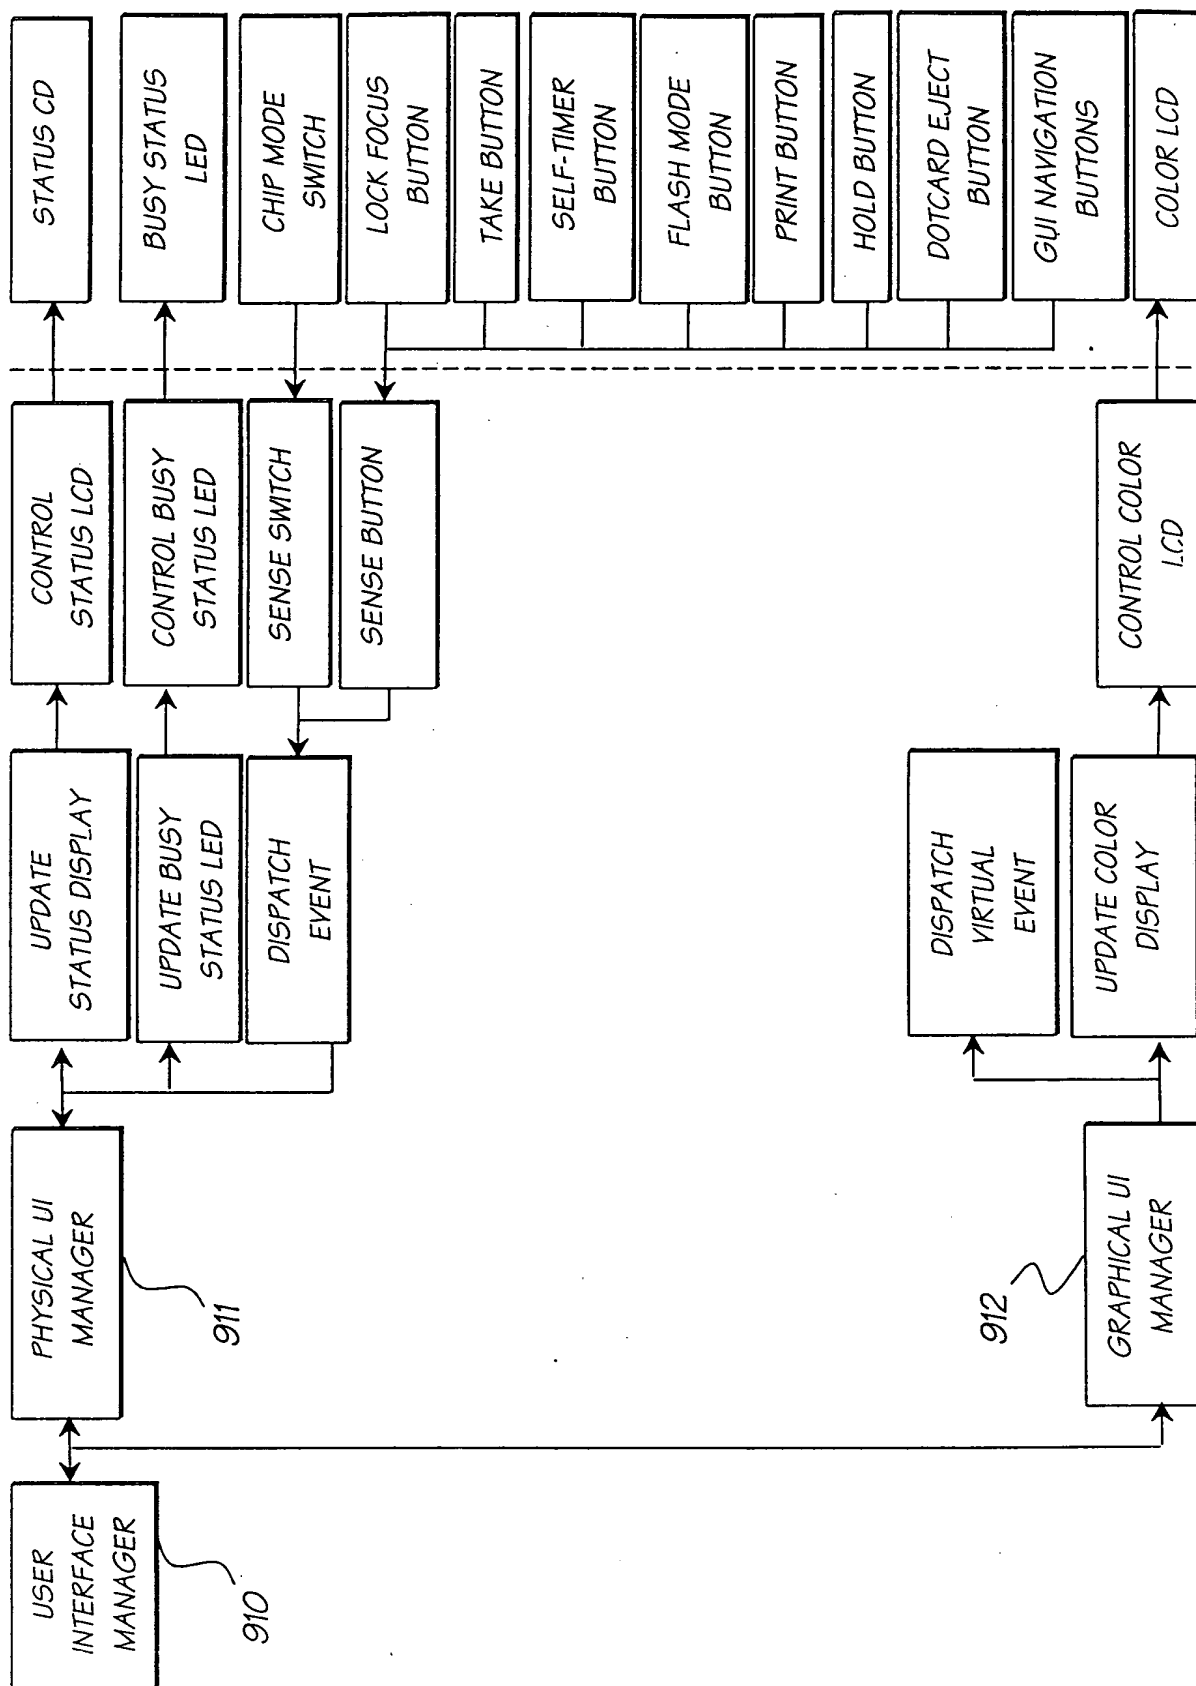 USER
INTERFACE
MANAGER
910
PHYSICAL UI
MANAGER
911
GRAPHICAL UI
MANAGER
912
UPDATE
STATUS DISPLAY
UPDATE BUSY
STATUS LED
DISPATCH
EVENT
DISPATCH
VIRTUAL
EVENT
UPDATE COLOR
DISPLAY
CONTROL
STATUS LCD
CONTROL BUSY
STATUS LED
SENSE SWITCH
SENSE BUTTON
CONTROL COLOR
LCD
STATUS CD
BUSY STATUS
LED
CHIP MODE
SWITCH
LOCK FOCUS
BUTTON
TAKE BUTTON
SELF-TIMER
BUTTON
FLASH MODE
BUTTON
PRINT BUTTON
HOLD BUTTON
DOTCARD EJECT
BUTTON
GUI NAVIGATION
BUTTONS
COLOR LCD